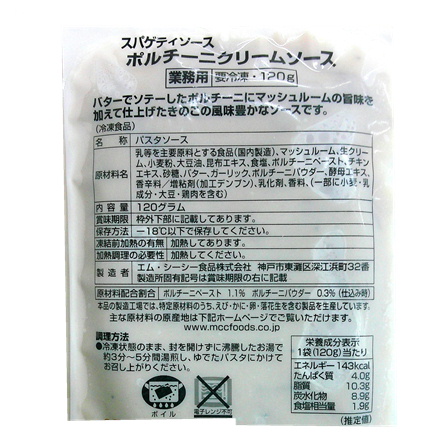 スパゲティソース
ポルチーニクリームソース
業務用 要冷凍・120g
バターでソテーしたポルチーニにマッシュルームの旨味を
加えて仕上げたきのこの風味豊かなソースです。
(冷凍食品)
名称 パスタソース
原材料名 乳等を主要原料とする食品(国内製造)、マッシュルーム、生クリーム、小麦粉、大豆油、昆布エキス、食塩、ポルチーニペースト、チキン
エキス、砂糖、バター、ガーリック、ポルチーニパウダー、酵母エキス、
香辛料／増粘剤(加工デンプン)、乳化剤、香料、(一部に小麦・乳
成分・大豆・鶏肉を含む)
内容量 120グラム
賞味期限 枠外下部に記載してあります。
保存方法 －18℃以下で保存してください。
凍結前加熱の有無 加熱してあります。
加熱調理の必要性 加熱してください。
製造者 エム・シーシー食品株式会社 神戸市東灘区深江浜町32番
製造所固有記号は賞味期限の右に記載
原材料配合割合 ポルチーニペースト 1.1% ポルチーニパウダー 0.3% (仕込み時)
本品の製造工場では、特定原材料のうち、えび・かに・卵・落花生を含む製品を生産しています。
主な原材料の原産地は下記ホームページでご覧いただけます。
www.mccfoods.co.jp
調理方法
●冷凍状態のまま、封を開けずに沸騰したお湯で
約3分～5分間湯煎し、ゆでたパスタにかけて
お召し上がりください。
ボイル
電子レンジ不可
栄養成分表示
1袋(120g)当たり
エネルギー 143kcal
たんぱく質 4.0g
脂質 10.3g
炭水化物 8.9g
食塩相当量 1.9g
(推定値)